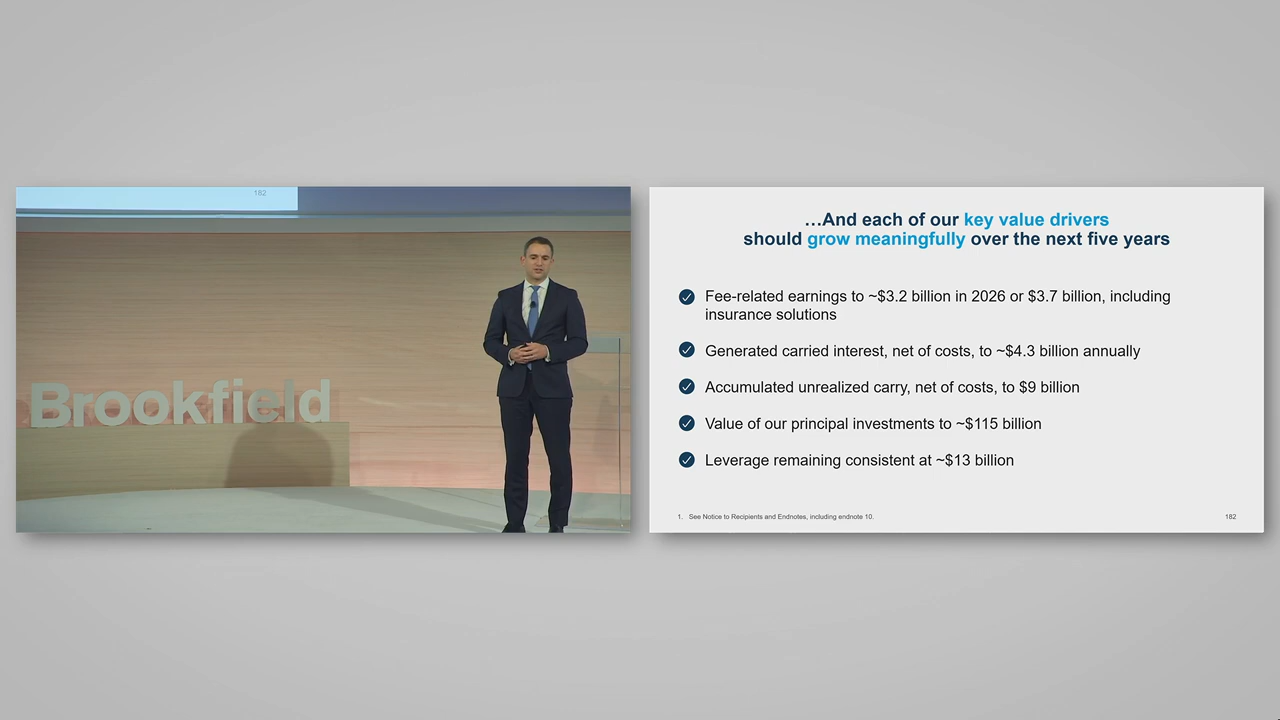 182
Brookfield
…And each of our key value drivers
should grow meaningfully over the next five years
Fee-related earnings to ~$3.2 billion in 2026 or $3.7 billion, including
insurance solutions
Generated carried interest, net of costs, to ~$4.3 billion annually
Accumulated unrealized carry, net of costs, to $9 billion
Value of our principal investments to ~$115 billion
Leverage remaining consistent at ~$13 billion
1. See Notice to Recipients and Endnotes, including endnote 10.
182